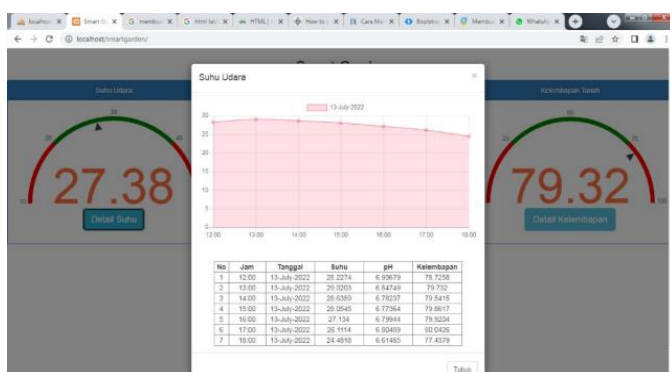 localhost/smartgarden/
Suhu Udara
Suhu Udara
Kelembapan Tanah
13-July-2022
30
25
20
15
10
5
0
12:00 13:00 14:00 15:00 16:00 17:00 18:00
27.38
79.32
Detail Suhu
Detail Kelembapan
No Jam Tanggal Suhu pH Kelembapan
1 12:00 13-July-2022 28.2274 6.93679 78.7258
2 13:00 13-July-2022 29.0203 6.84749 79.732
3 14:00 13-July-2022 28.6359 6.78237 79.5415
4 15:00 13-July-2022 28.0545 6.77364 79.8617
5 16:00 13-July-2022 27.134 6.79944 79.9204
6 17:00 13-July-2022 26.1114 6.80489 80.0426
7 18:00 13-July-2022 24.4818 6.61485 77.4379
Tutup